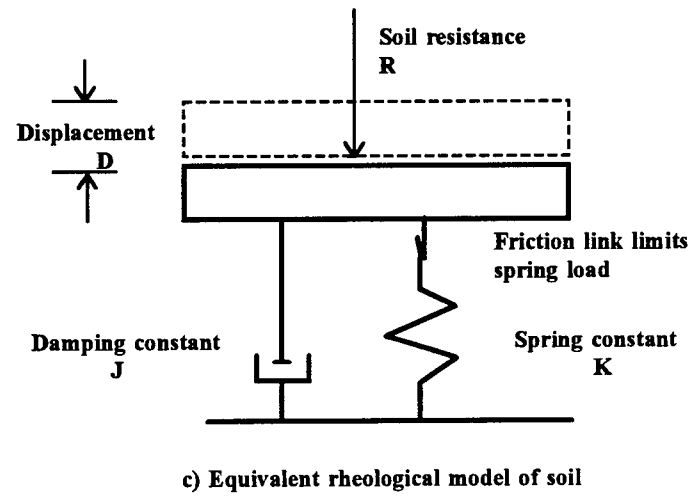 Soil resistance
R
Displacement
D
Friction link limits
spring load
Damping constant
J
Spring constant
K
c) Equivalent rheological model of soil